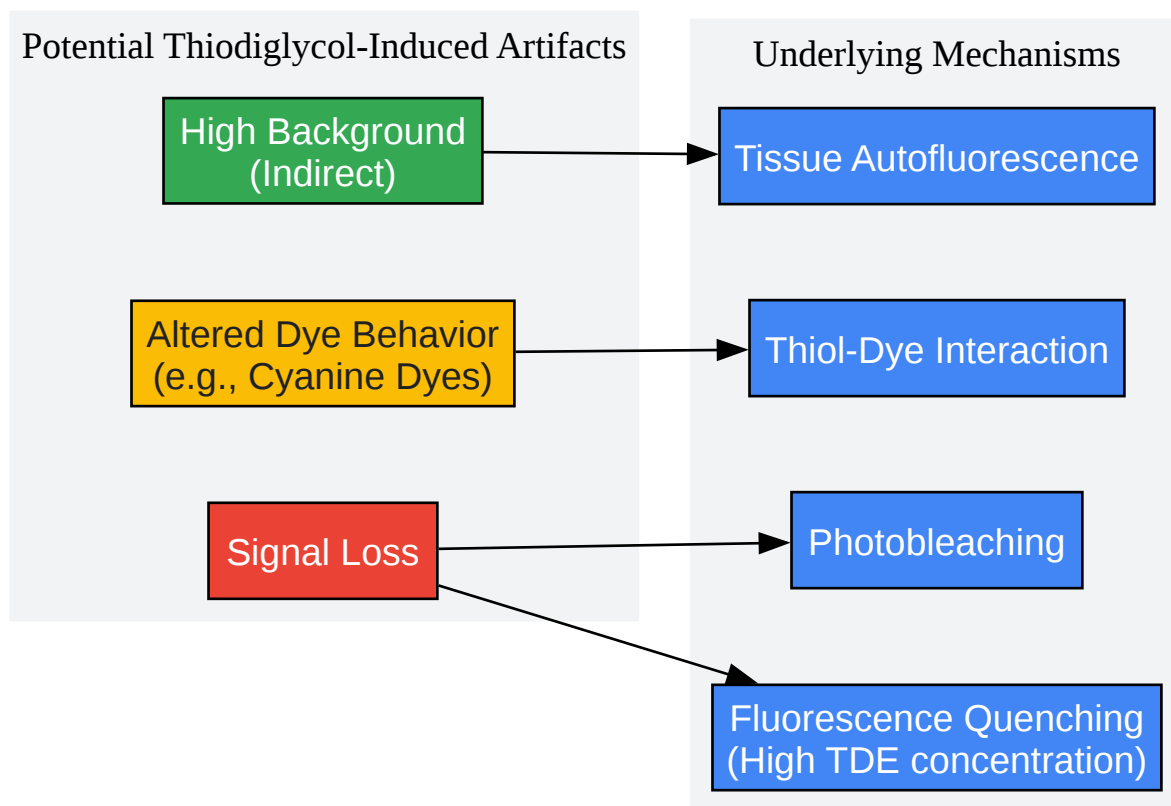 Potential Thiodiglycol-Induced Artifacts
High Background
(Indirect)
Altered Dye Behavior
(e.g., Cyanine Dyes)
Signal Loss
Underlying Mechanisms
Tissue Autofluorescence
Thiol-Dye Interaction
Photobleaching
Fluorescence Quenching
(High TDE concentration)